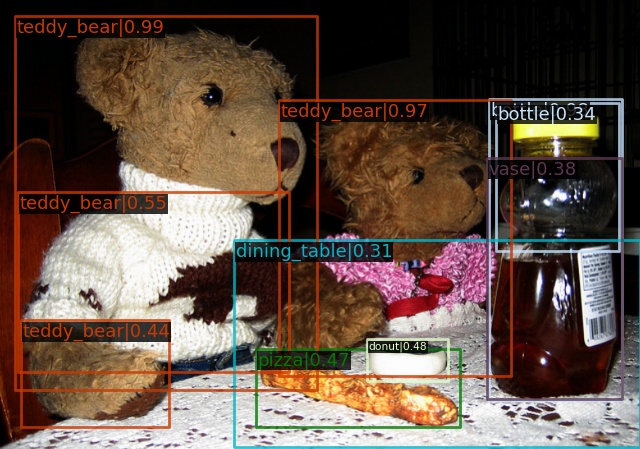 teddy_bear|0.99
teddy_bear|0.97
bottle|0.34
vase|0.38
teddy_bear|0.55
dining_table|0.31
teddy_bear|0.44
donut|0.48
pizza|0.47